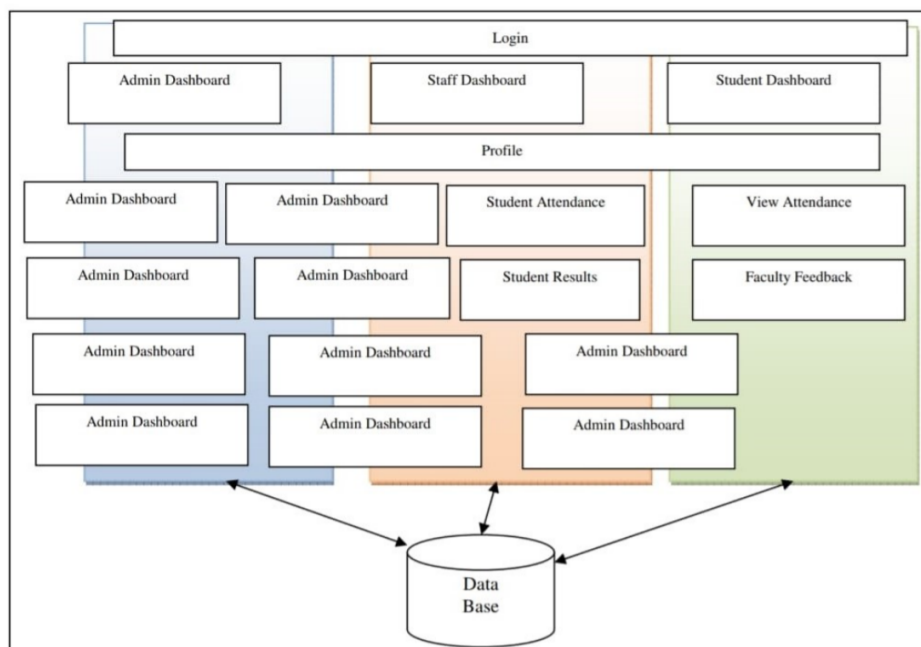 Login
Admin Dashboard
Staff Dashboard
Student Dashboard
Profile
Admin Dashboard
Admin Dashboard
Student Attendance
View Attendance
Admin Dashboard
Admin Dashboard
Student Results
Faculty Feedback
Admin Dashboard
Admin Dashboard
Admin Dashboard
Admin Dashboard
Admin Dashboard
Admin Dashboard
Data
Base